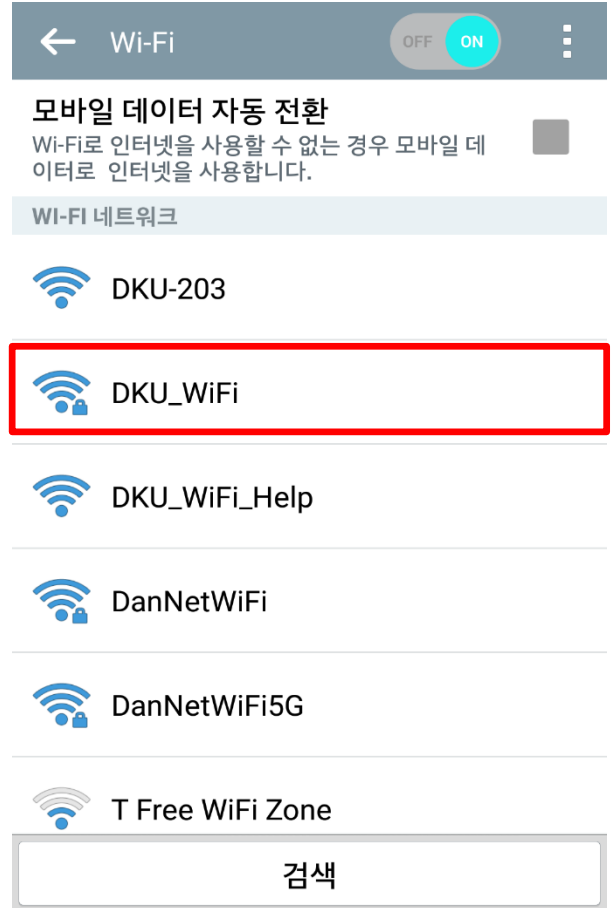 Wi-Fi
OFF
ON
모바일 데이터 자동 전환
Wi-Fi로 인터넷을 사용할 수 없는 경우 모바일 데
이터로 인터넷을 사용합니다.
WI-FI 네트워크
DKU-203
DKU_WiFi
DKU_WiFi_Help
DanNetWiFi
DanNetWiFi5G
T Free WiFi Zone
검색